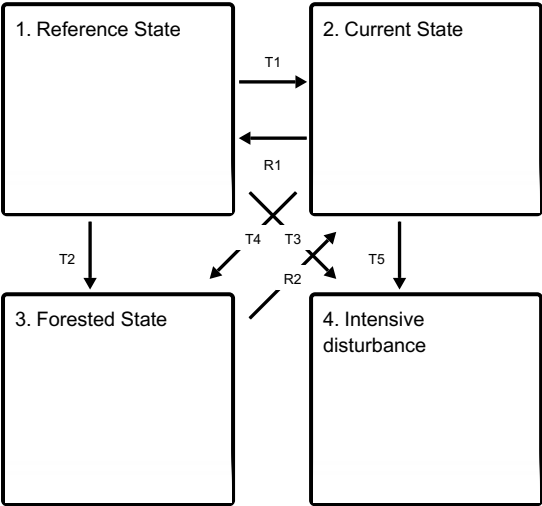 1. Reference State
2. Current State
T1
R1
T4
T3
T2
R2
T5
3. Forested State
4. Intensive
disturbance